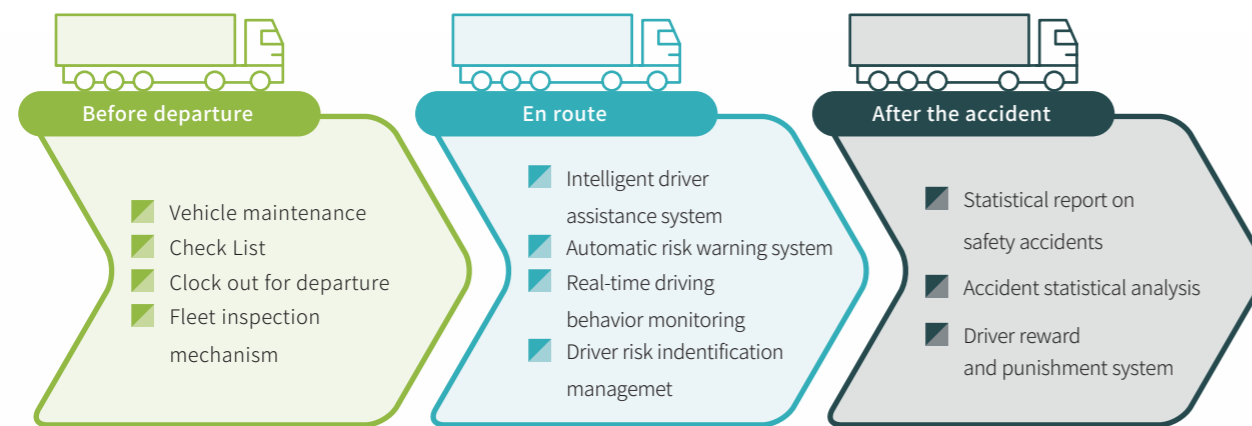 Before departure
Vehicle maintenance
Check List
Clock out for departure
Fleet inspection
mechanism
En route
Intelligent driver
assistance system
Automatic risk warning system
Real-time driving
behavior monitoring
Driver risk indentification
managemet
After the accident
Statistical report on
safety accidents
Accident statistical analysis
Driver reward
and punishment system